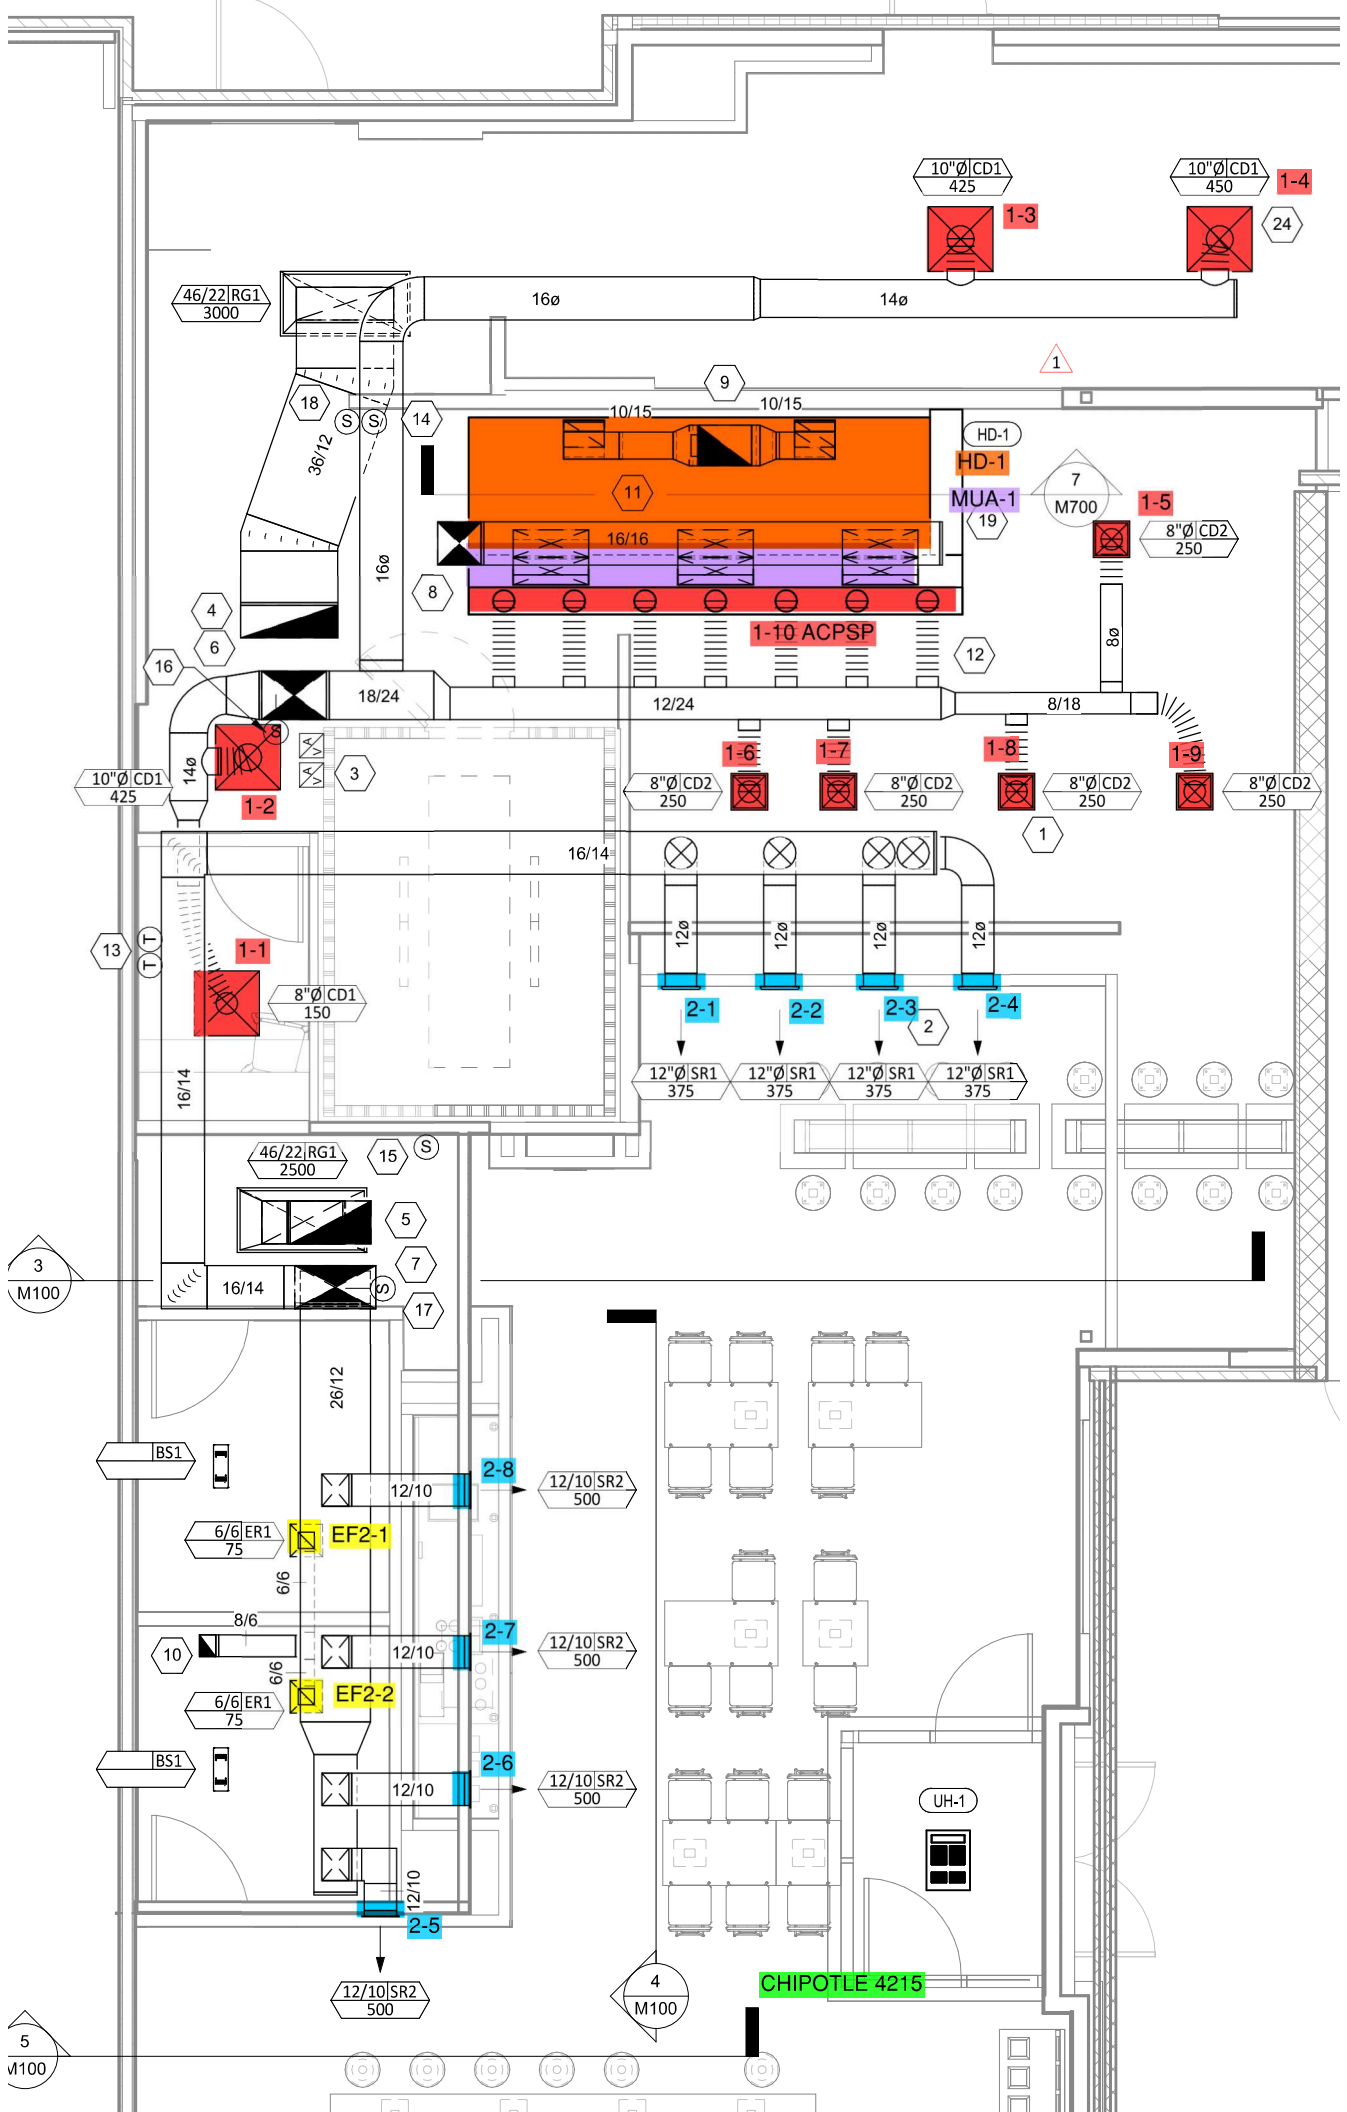 10"Ø CD1
425
10"Ø CD1
450
1-4
1-3
24
46/22 RG1
3000
16ø
14ø
1
9
18
S
S
14
10/15
10/15
HD-1
HD-1
36/12
11
7
M700
MUA-1
1-5
19
8"Ø CD2
250
16/16
16ø
8
4
6
1-10 ACPSP
12
8ø
16
18/24
12/24
8/18
S
1-6
1-7
1-8
1-9
A
V
A
V
3
14ø
10"Ø CD1
425
1-2
8"Ø CD2
250
8"Ø CD2
250
8"Ø CD2
250
8"Ø CD2
250
1
16/14
13
T
T
1-1
12ø
12ø
12ø
12ø
8"Ø CD1
150
2-1
2-2
2-3
2-4
2
12"Ø SR1
375
12"Ø SR1
375
12"Ø SR1
375
12"Ø SR1
375
16/14
46/22 RG1
2500
15
S
5
3
M100
7
16/14
S
17
26/12
BS1
2-8
12/10
12/10 SR2
500
6/6 ER1
75
EF2-1
6/6
8/6
10
2-7
12/10
12/10 SR2
500
6/6
6/6 ER1
75
EF2-2
BS1
2-6
12/10
12/10 SR2
500
UH-1
12/10
2-5
12/10 SR2
500
4
M100
CHIPOTLE 4215
5
M100